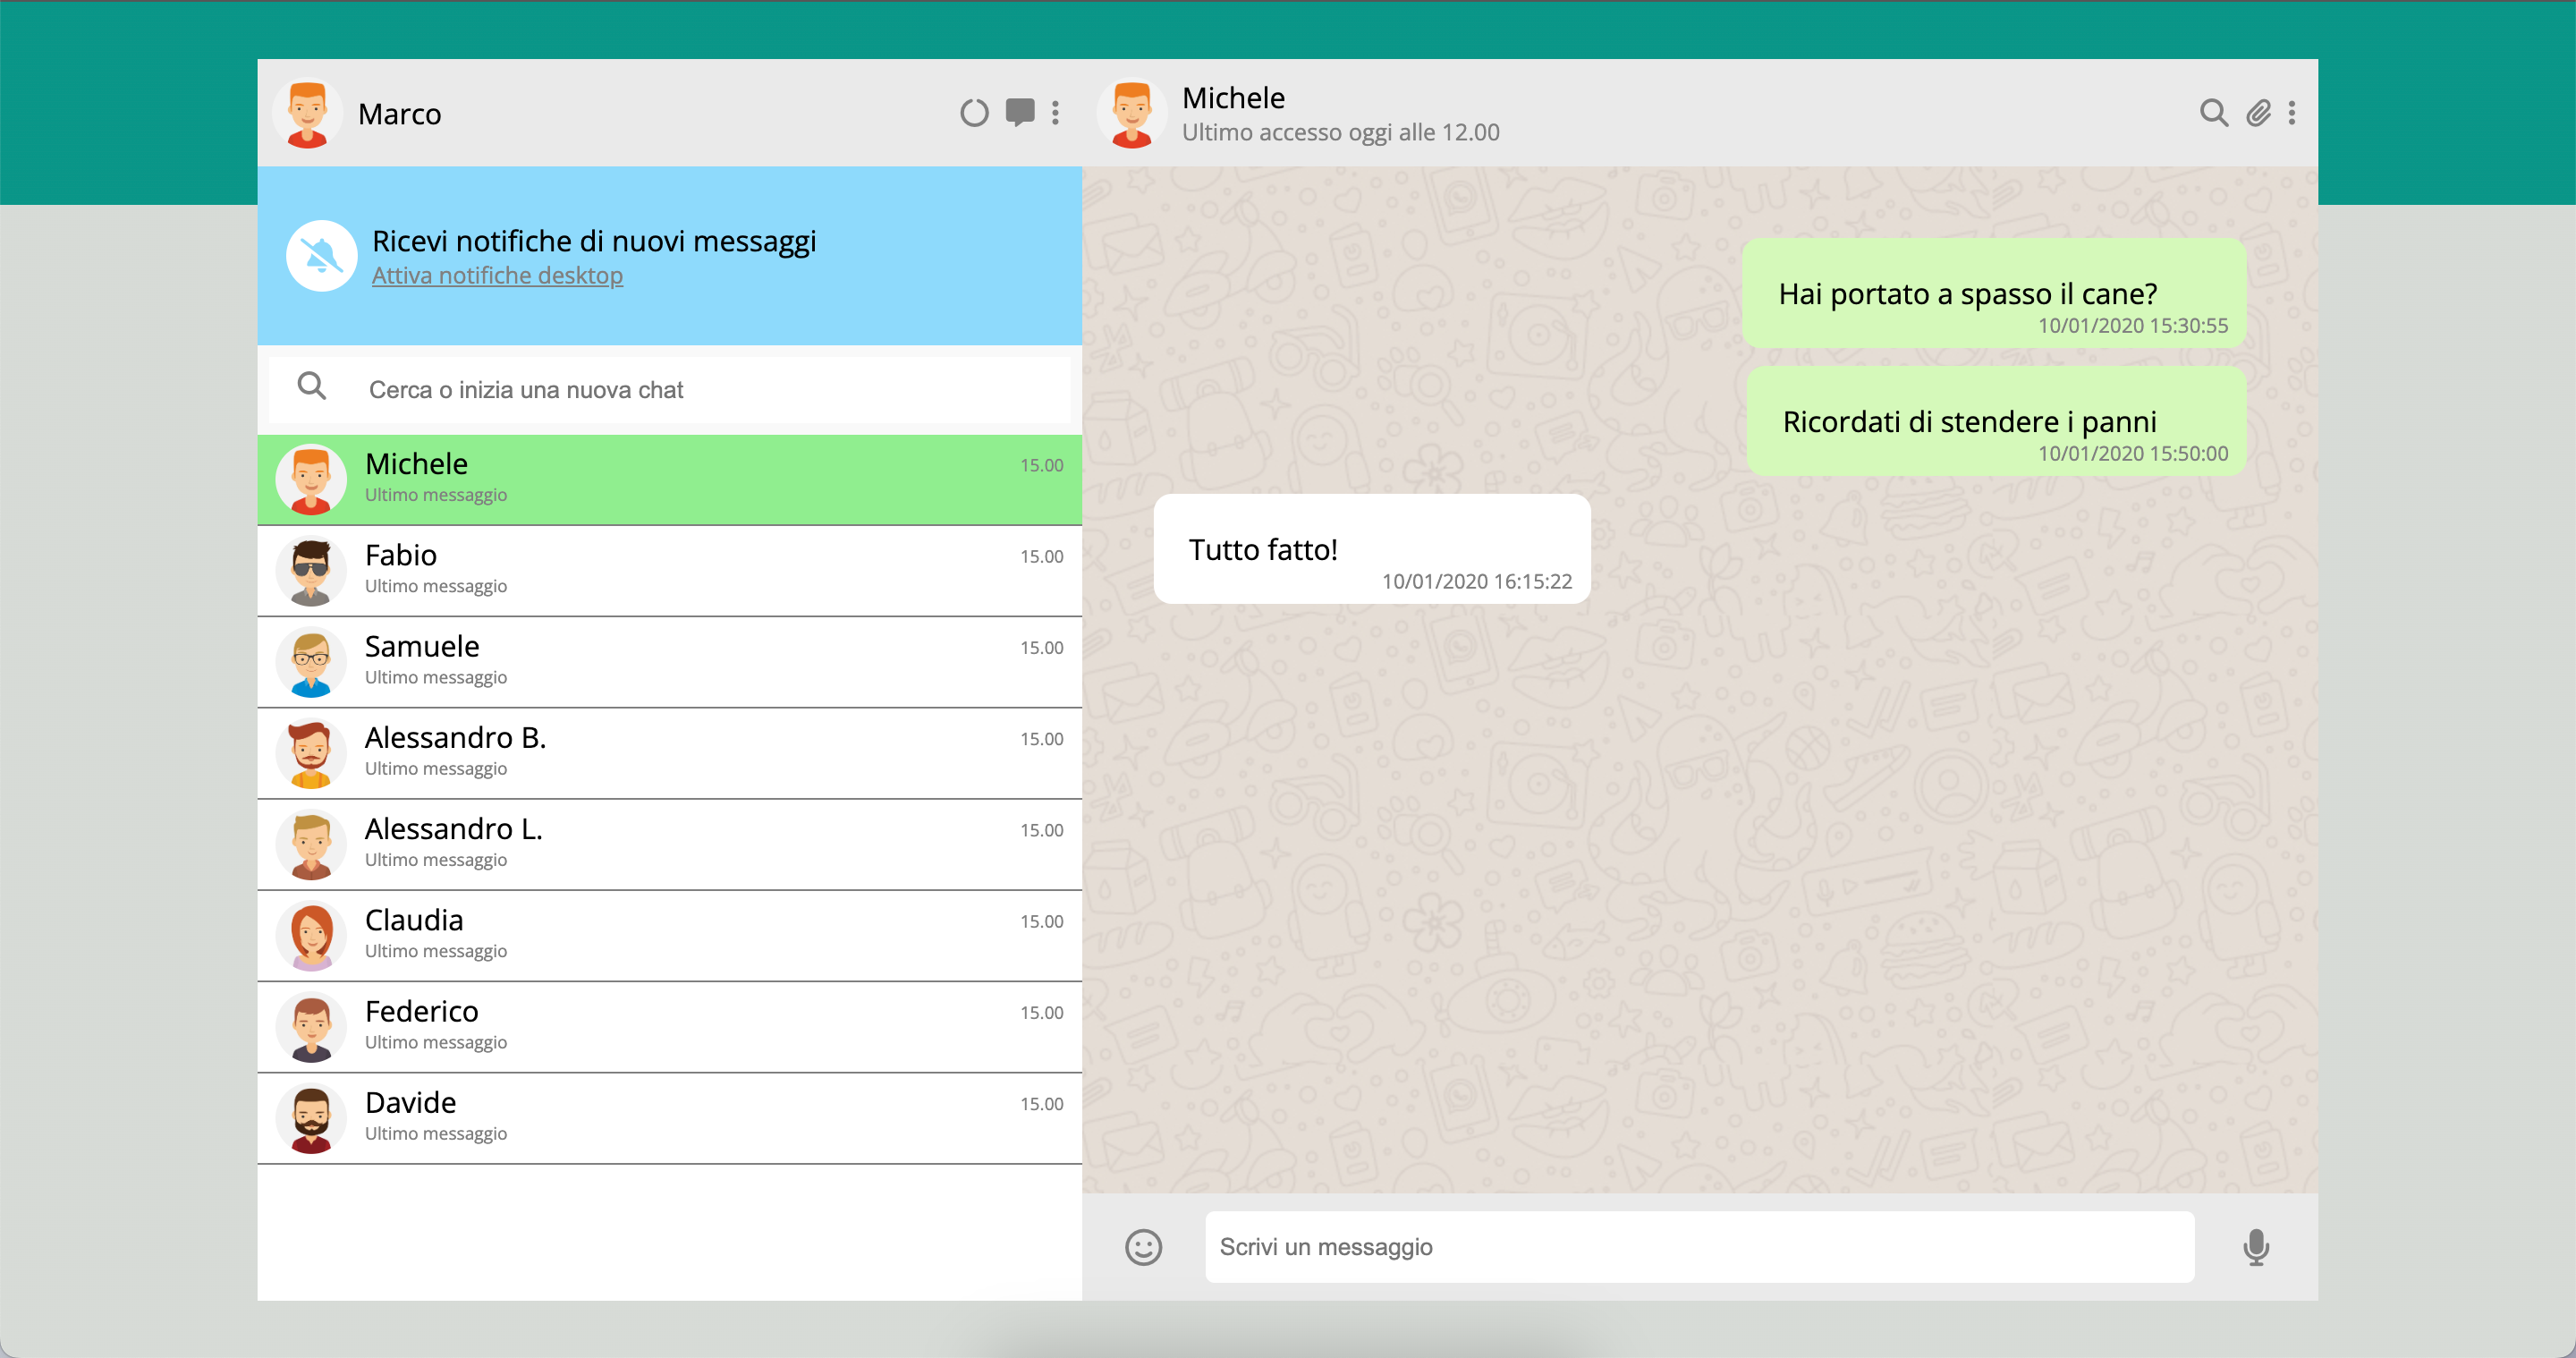 Marco
Ricevi notifiche di nuovi messaggi
Attiva notifiche desktop
Cerca o inizia una nuova chat
Michele 15.00
Ultimo messaggio
Fabio 15.00
Ultimo messaggio
Samuele 15.00
Ultimo messaggio
Alessandro B. 15.00
Ultimo messaggio
Alessandro L. 15.00
Ultimo messaggio
Claudia 15.00
Ultimo messaggio
Federico 15.00
Ultimo messaggio
Davide 15.00
Ultimo messaggio
Michele
Ultimo accesso oggi alle 12.00
Hai portato a spasso il cane?
10/01/2020 15:30:55
Ricordati di stendere i panni
10/01/2020 15:50:00
Tutto fatto!
10/01/2020 16:15:22
Scrivi un messaggio